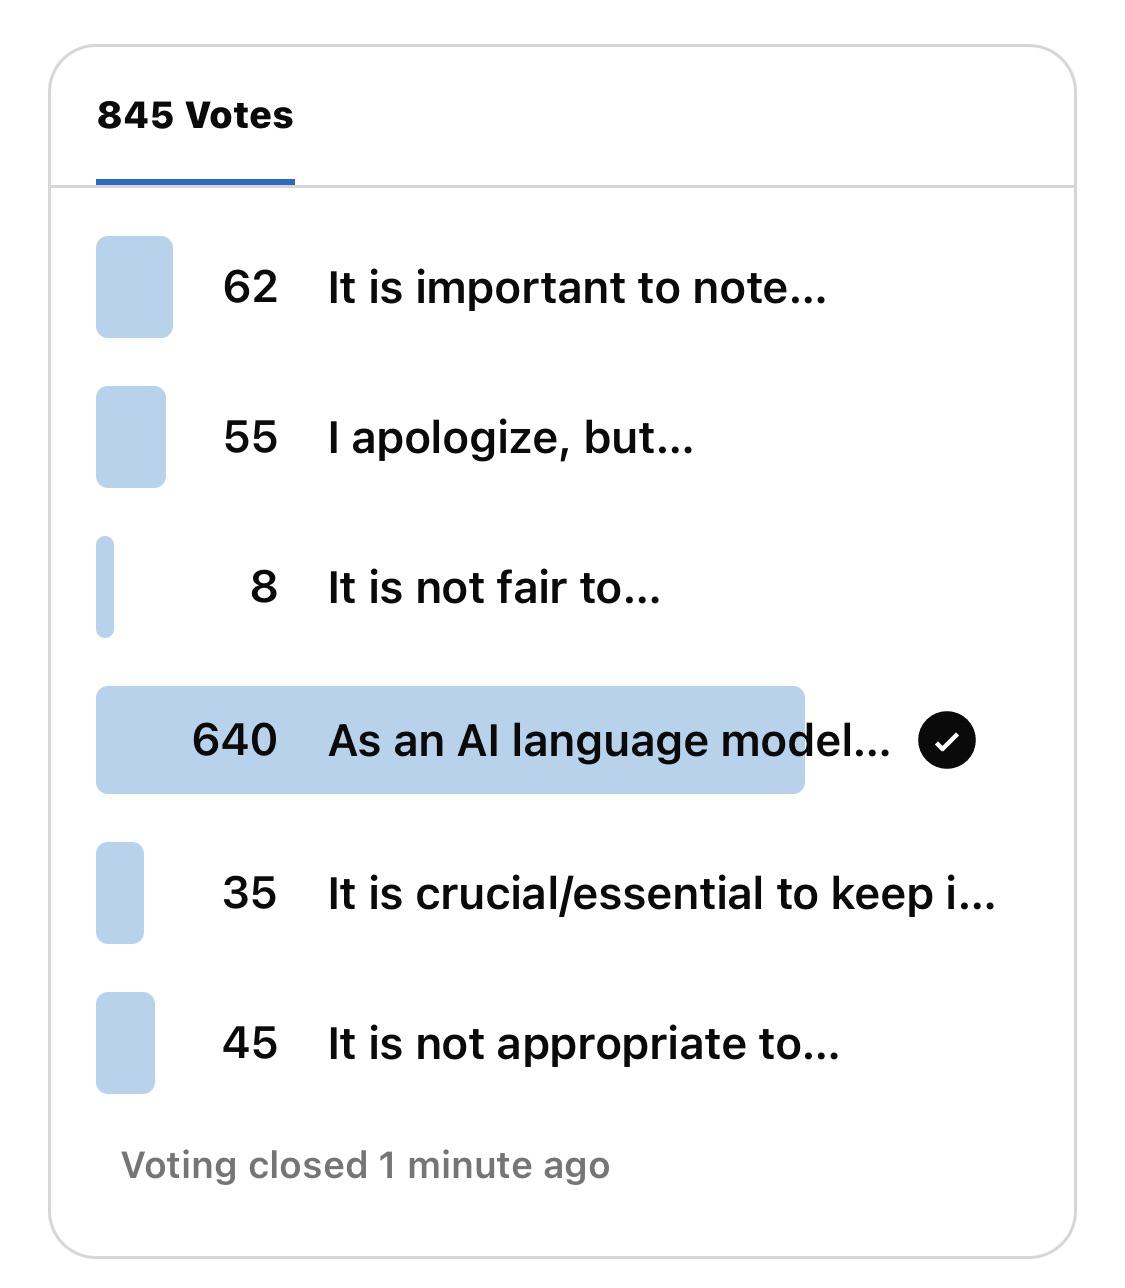 845 Votes
62 It is important to note...
55 I apologize, but...
8 It is not fair to...
640 As an AI language model...
35 It is crucial/essential to keep i...
45 It is not appropriate to...
Voting closed 1 minute ago